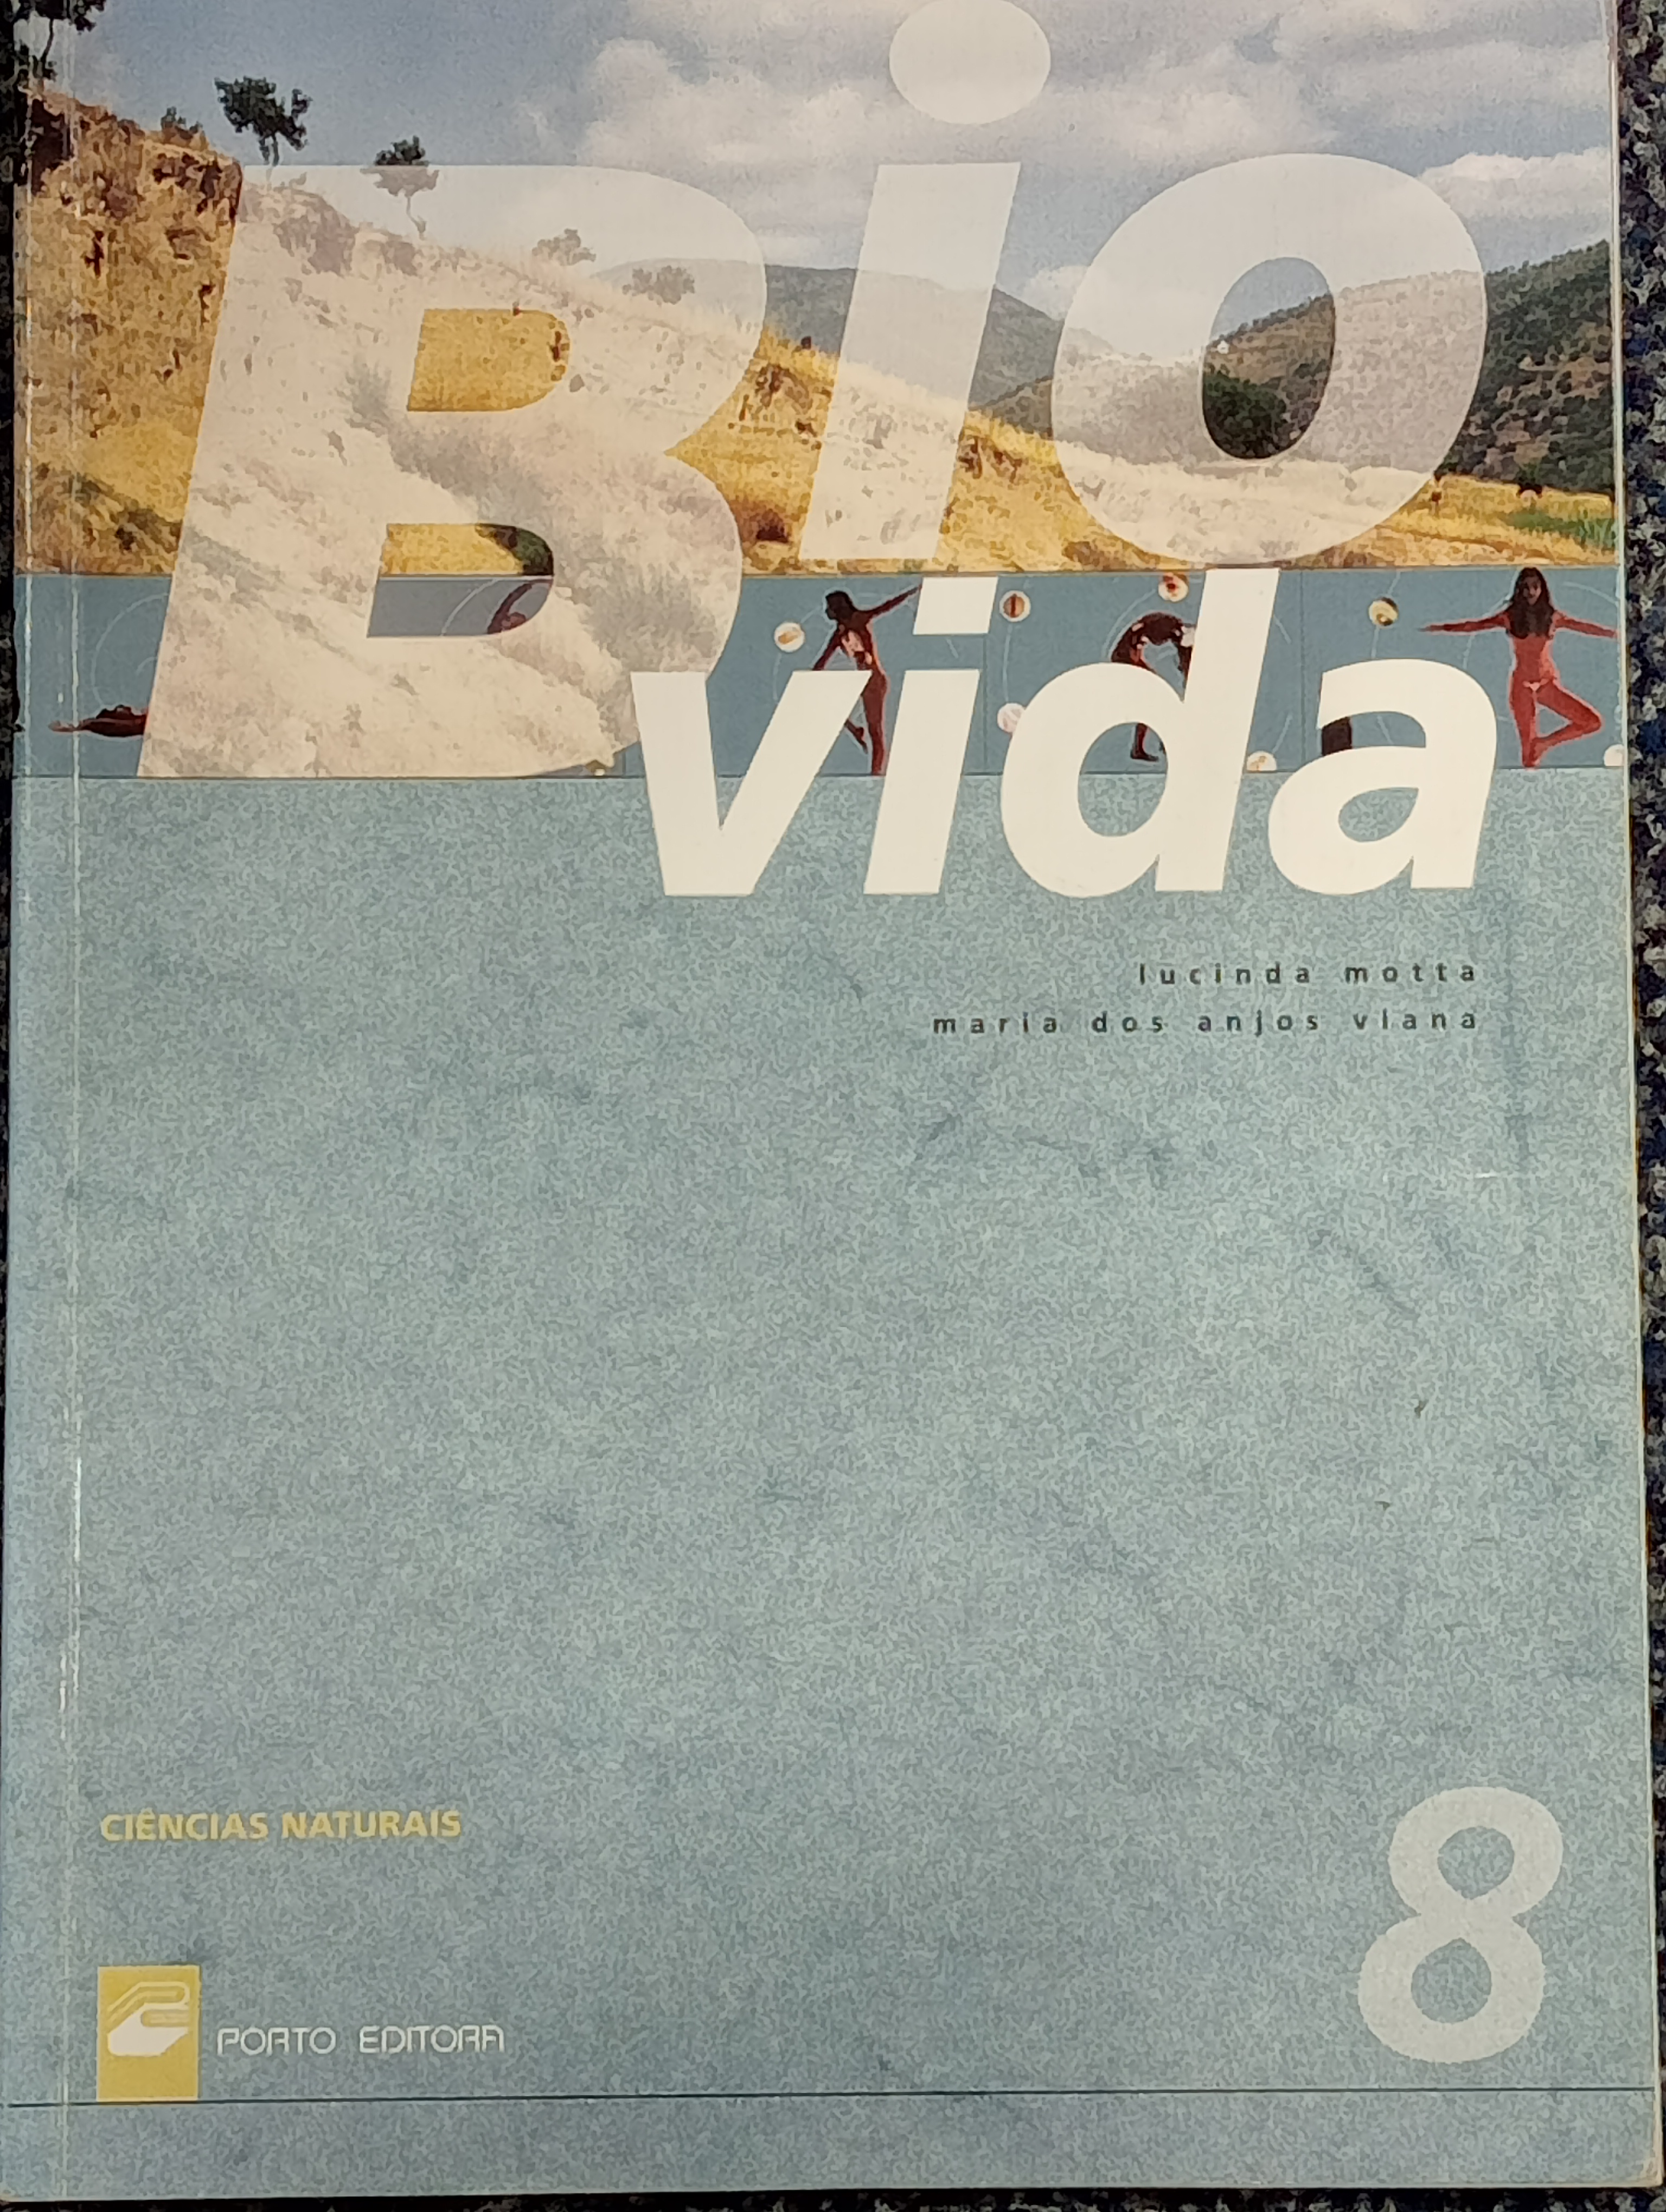 Bio
vida
lucinda motta
maria dos anjos viana
CIÊNCIAS NATURAIS
8
PORTO EDITORA